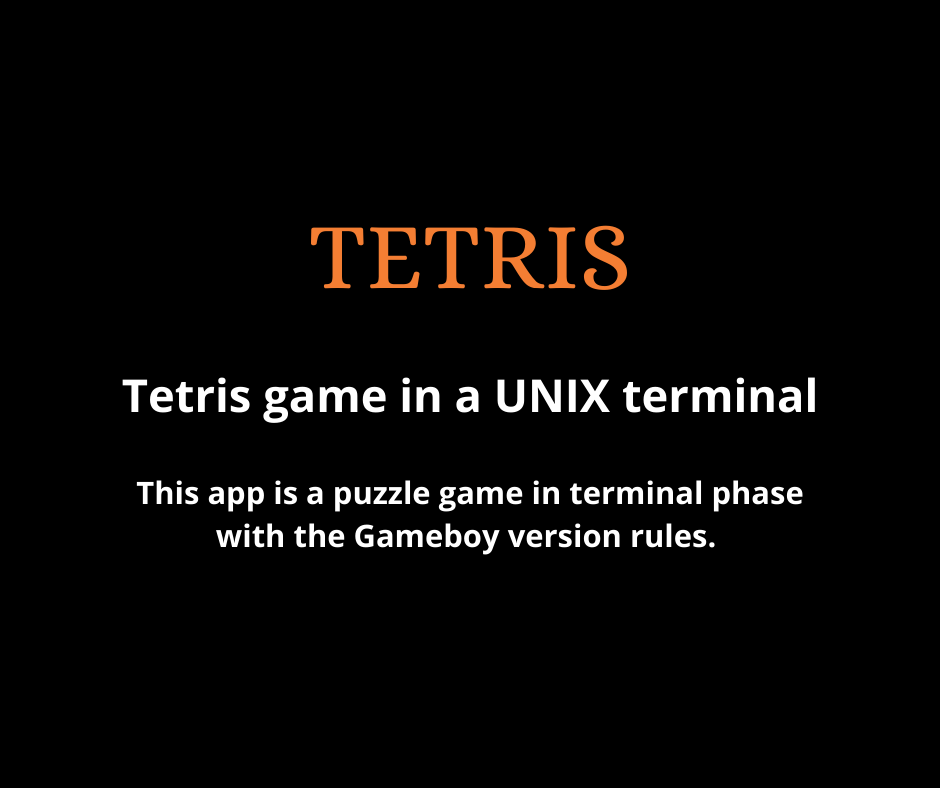 TETRIS
Tetris game in a UNIX terminal
This app is a puzzle game in terminal phase
with the Gameboy version rules.